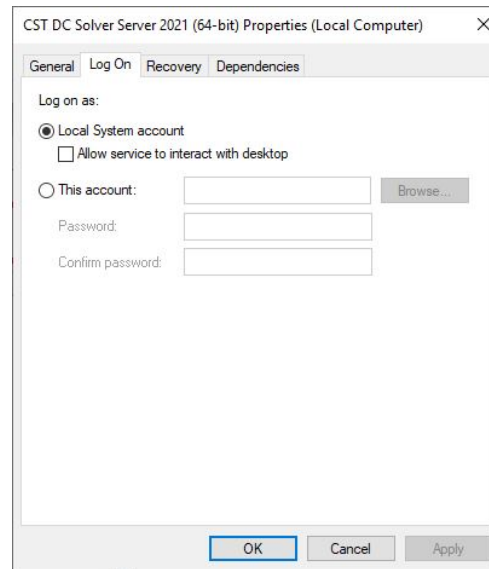 CST DC Solver Server 2021 (64-bit) Properties (Local Computer)
General Log On Recovery Dependencies
Log on as:
Local System account
Allow service to interact with desktop
This account: Browse...
Password:
Confirm password:
OK Cancel Apply